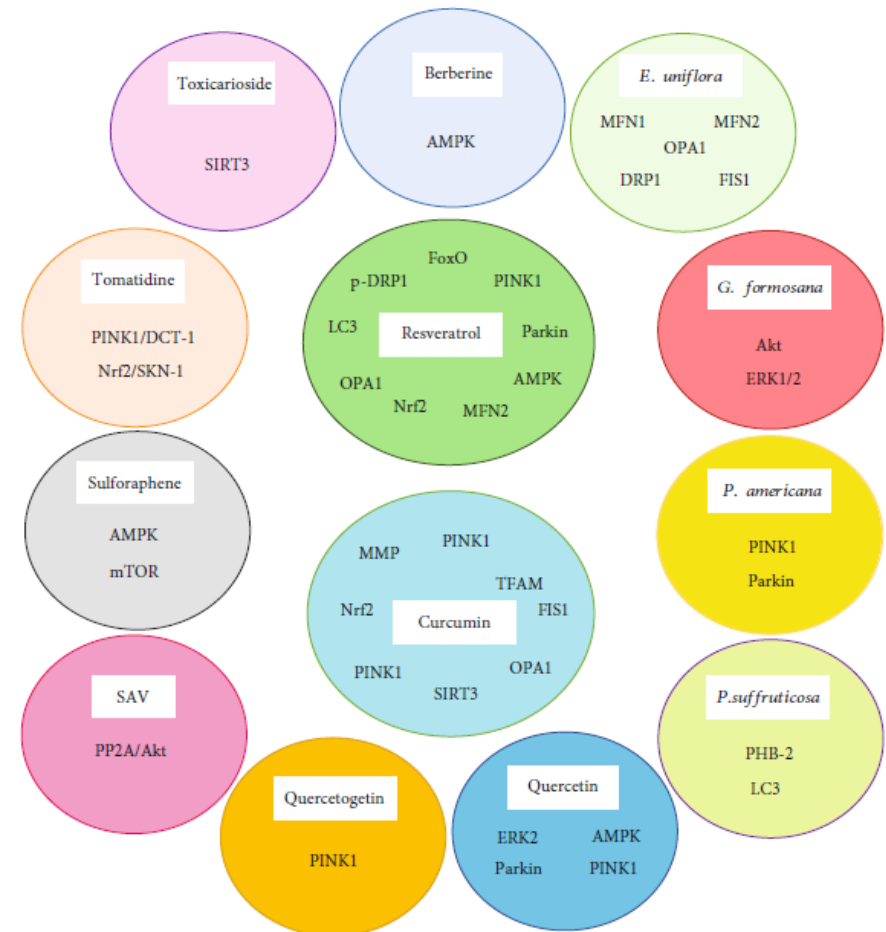 Toxicarioside
SIRT3
Berberine
AMPK
E. uniflora
MFN1 MFN2
OPA1
DRP1 FIS1
Tomatidine
PINK1/DCT-1
Nrf2/SKN-1
FoxO
p-DRP1 PINK1
LC3 Resveratrol Parkin
OPA1 AMPK
Nrf2 MFN2
G. formosana
Akt
ERK1/2
Sulforaphene
AMPK
mTOR
MMP PINK1
TFAM
Nrf2 Curcumin FIS1
PINK1 OPA1
SIRT3
P. americana
PINK1
Parkin
SAV
PP2A/Akt
Quercetogetin
PINK1
Quercetin
ERK2 AMPK
Parkin PINK1
P.suffruticosa
PHB-2
LC3